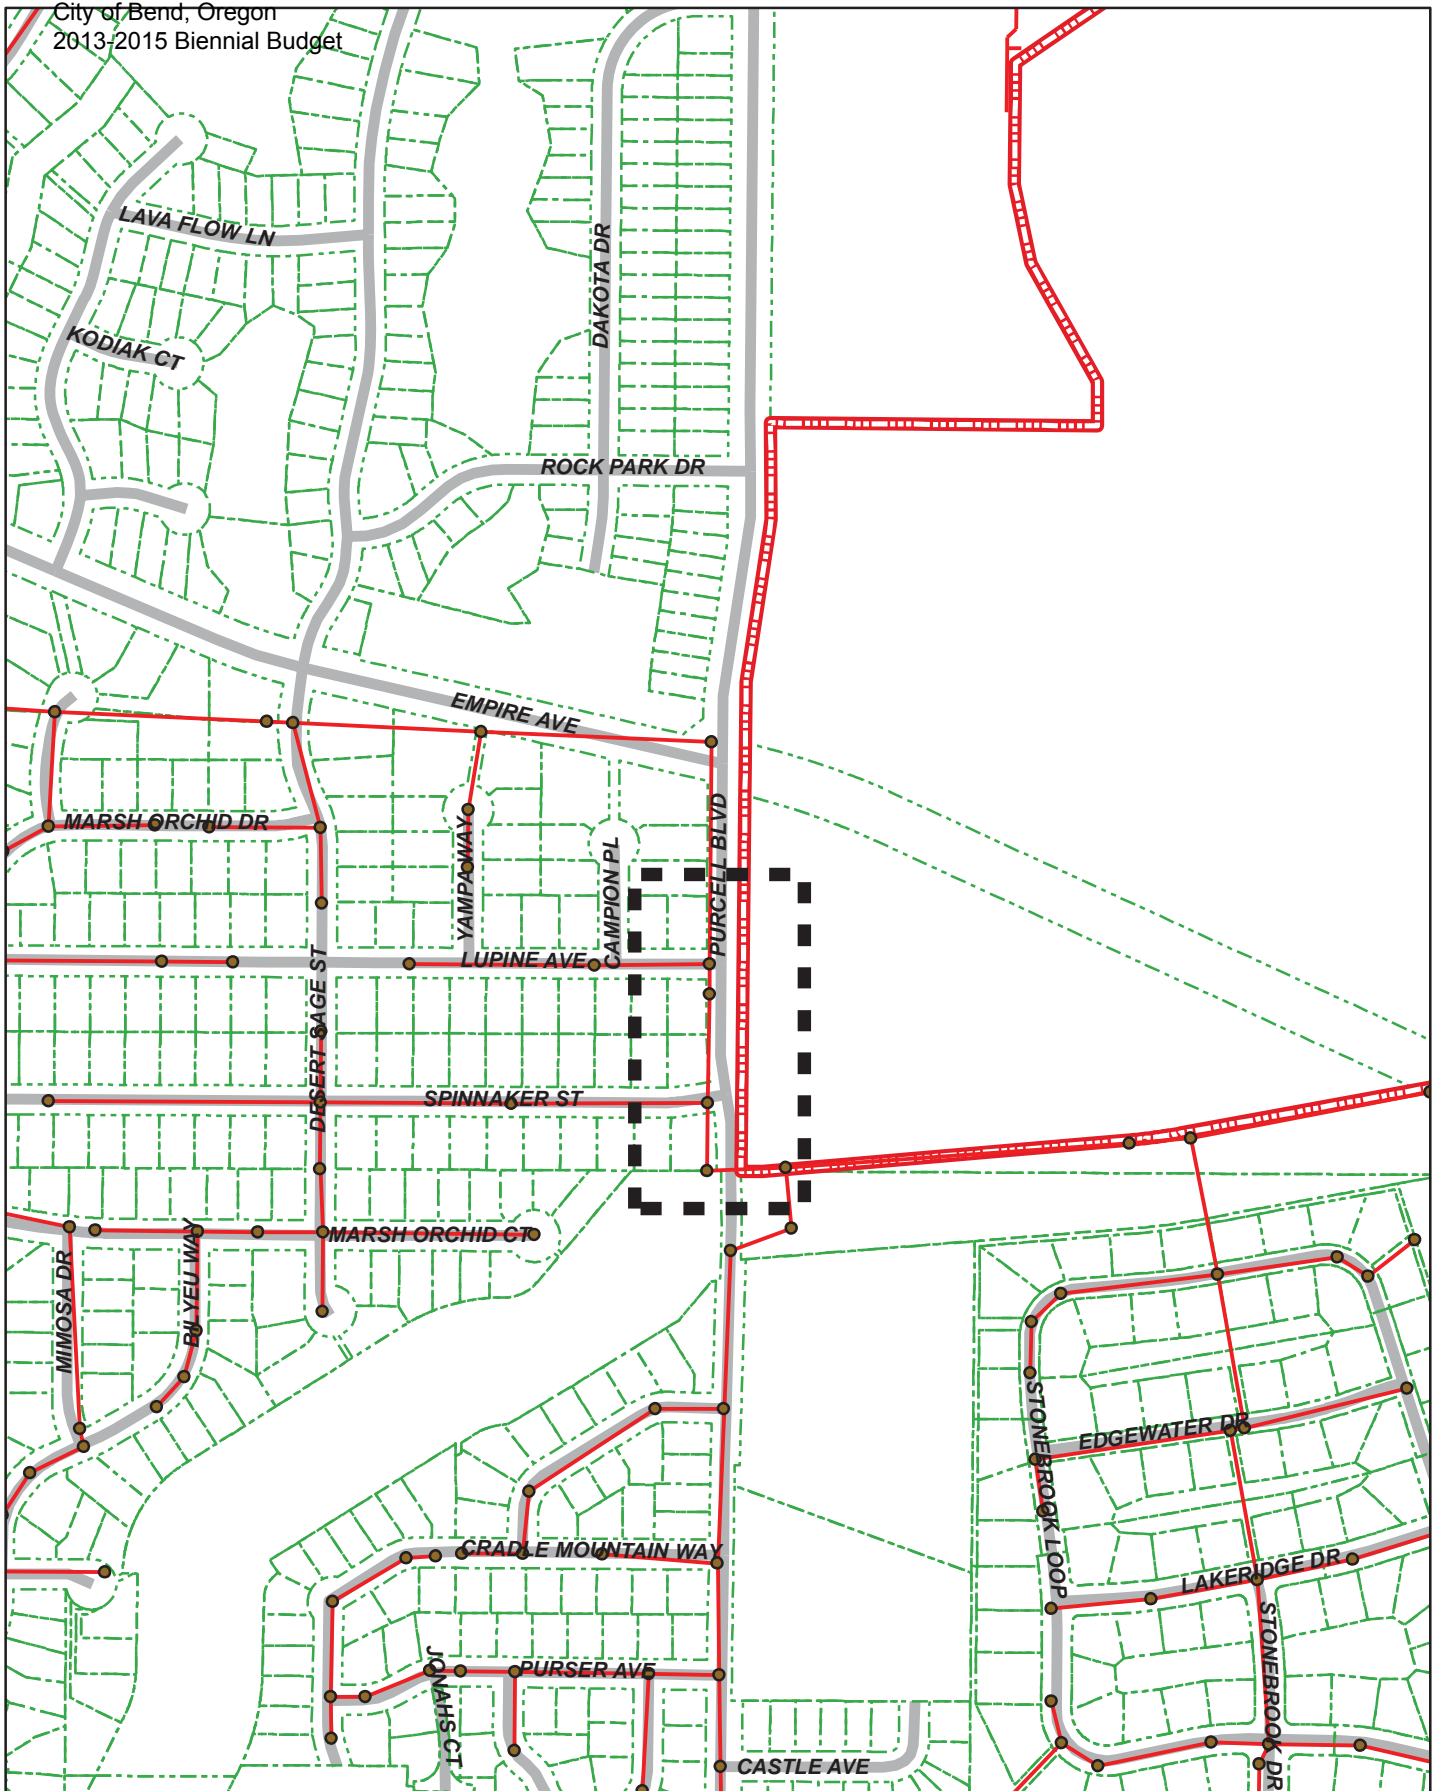 City of Bend, Oregon
2013-2015 Biennial Budget
LAVA FLOW LN
DAKOTA DR
KODIAK CT
ROCK PARK DR
EMPIRE AVE
MARSH ORCHID DR
YAMPA WAY
CAMPION PL
PURCELL BLVD
LUPINE AVE
DESERT SAGE ST
SPINNAKER ST
MARSH ORCHID CT
MIMOSA DR
BILYEU WAY
STONEBROOK LOOP
EDGEWATER DR
CRADLE MOUNTAIN WAY
LAKERIDGE DR
STONEBROOK DR
JONAHS CT
PURSER AVE
CASTLE AVE